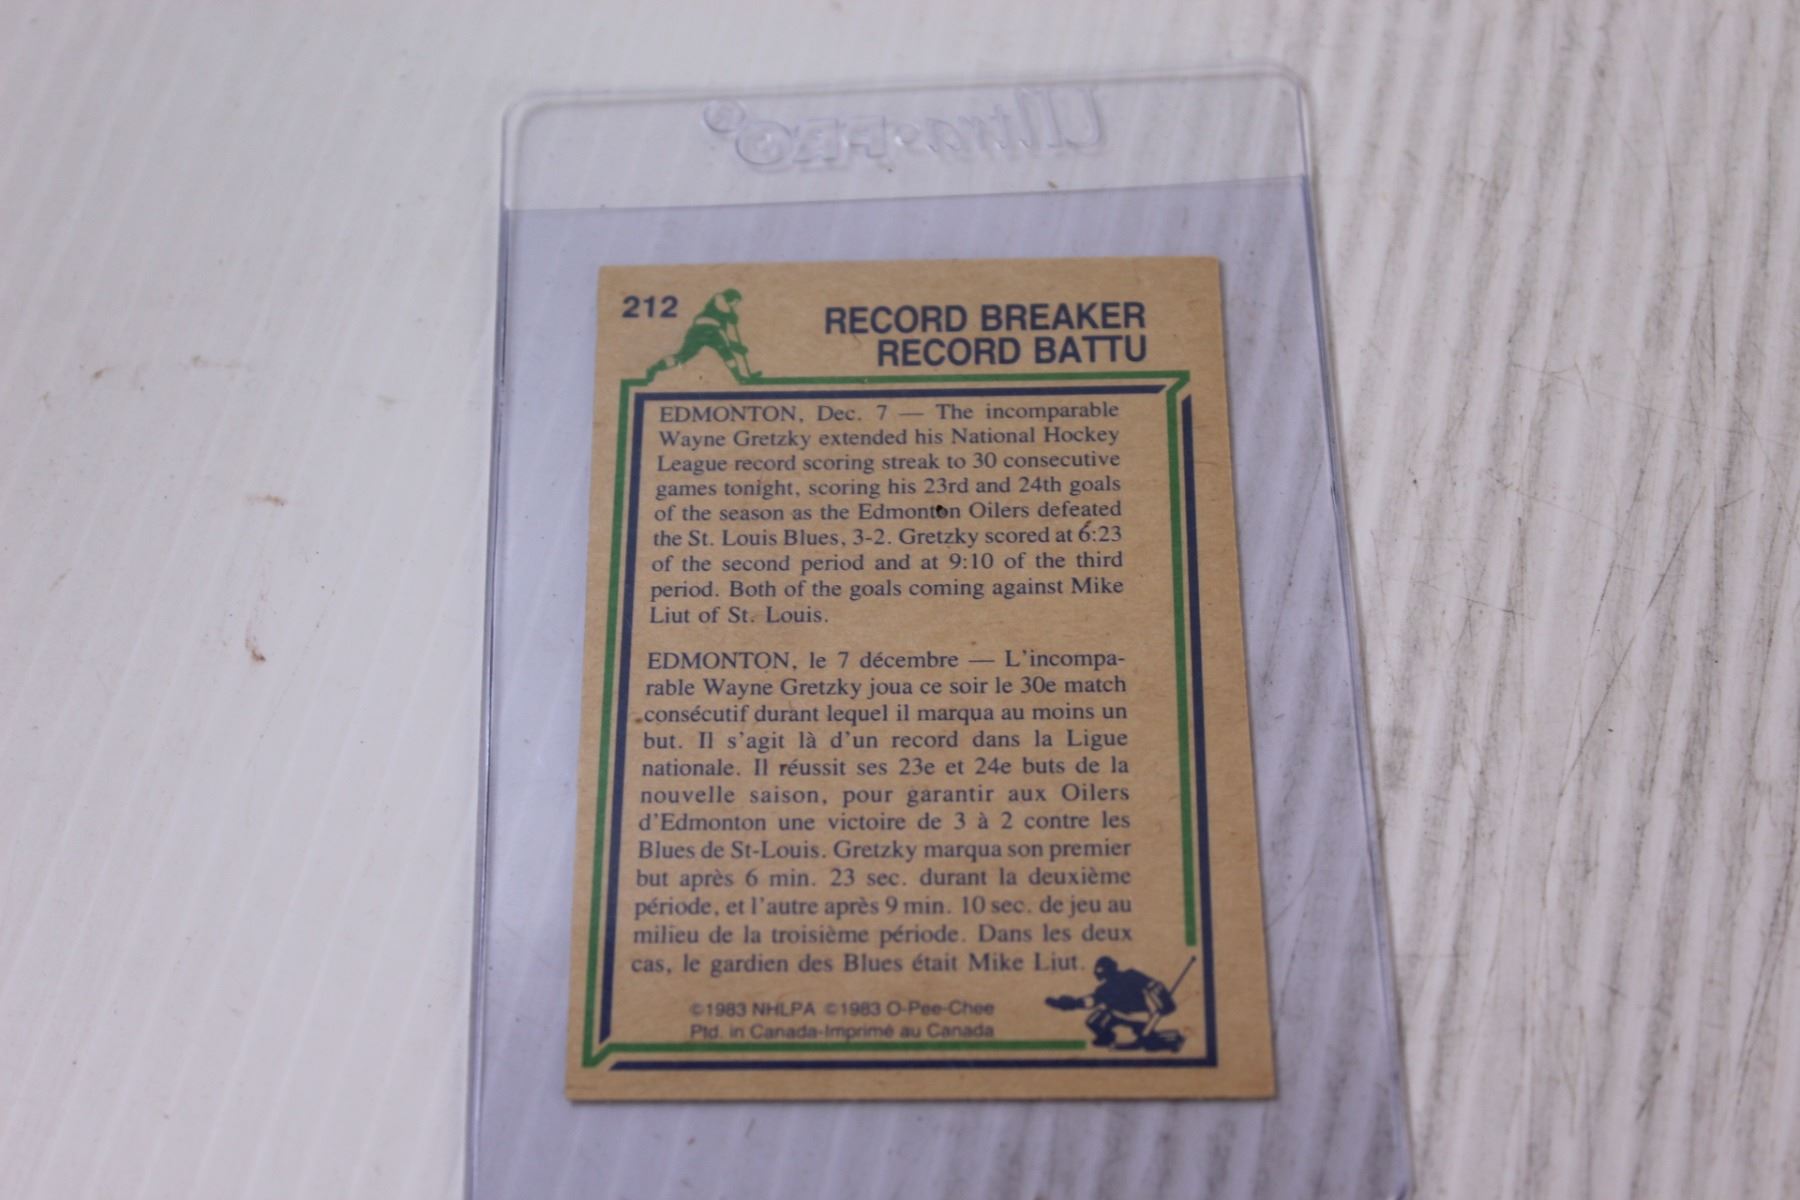 Ultra•PRO®
212
RECORD BREAKER
RECORD BATTU
EDMONTON, Dec. 7 — The incomparable
Wayne Gretzky extended his National Hockey
League record scoring streak to 30 consecutive
games tonight, scoring his 23rd and 24th goals
of the season as the Edmonton Oilers defeated
the St. Louis Blues, 3-2. Gretzky scored at 6:23
of the second period and at 9:10 of the third
period. Both of the goals coming against Mike
Liut of St. Louis.
EDMONTON, le 7 décembre — L'incompa-
rable Wayne Gretzky joua ce soir le 30e match
consécutif durant lequel il marqua au moins un
but. Il s'agit là d'un record dans la Ligue
nationale. Il réussit ses 23e et 24e buts de la
nouvelle saison, pour garantir aux Oilers
d'Edmonton une victoire de 3 à 2 contre les
Blues de St-Louis. Gretzky marqua son premier
but après 6 min. 23 sec. durant la deuxième
période, et l'autre après 9 min. 10 sec. de jeu au
milieu de la troisième période. Dans les deux
cas, le gardien des Blues était Mike Liut.
©1983 NHLPA ©1983 O-Pee-Chee
Ptd. in Canada-Imprimé au Canada